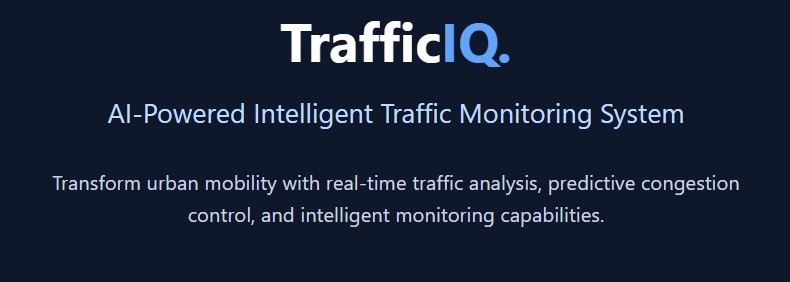 TrafficIQ.
AI-Powered Intelligent Traffic Monitoring System
Transform urban mobility with real-time traffic analysis, predictive congestion
control, and intelligent monitoring capabilities.